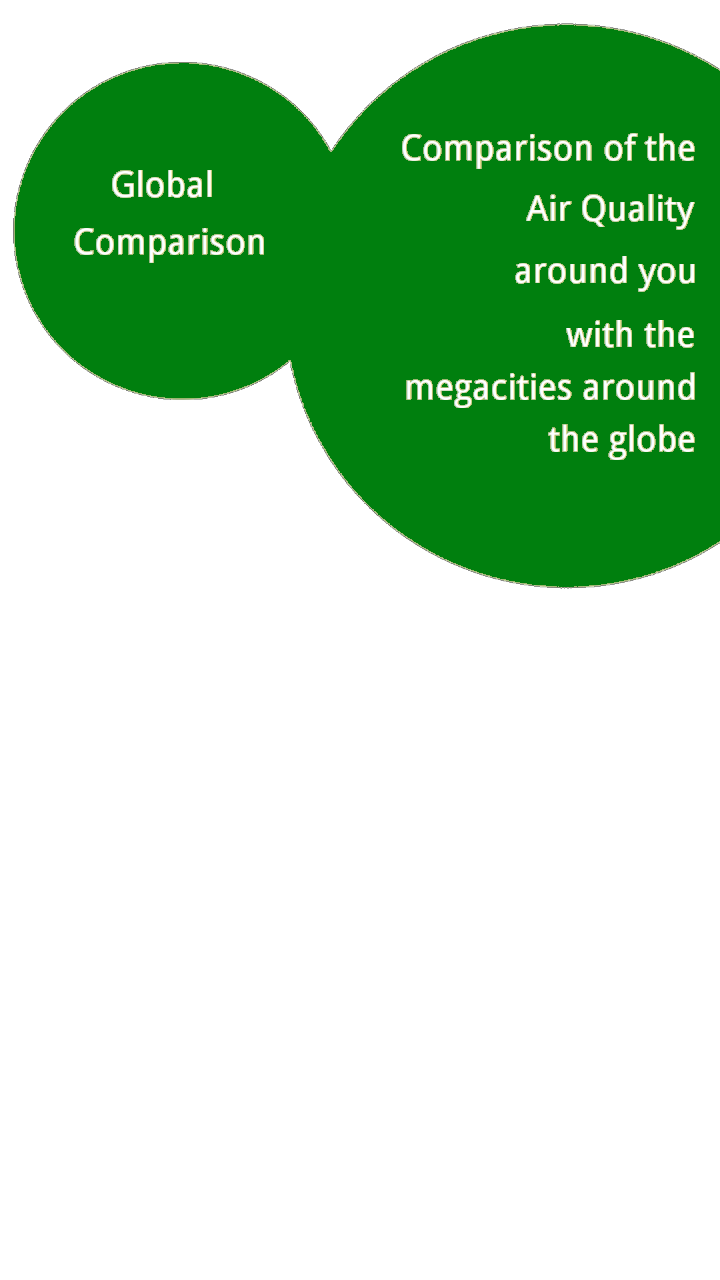 Global
Comparison
Comparison of the
Air Quality
around you
with the
megacities around
the globe